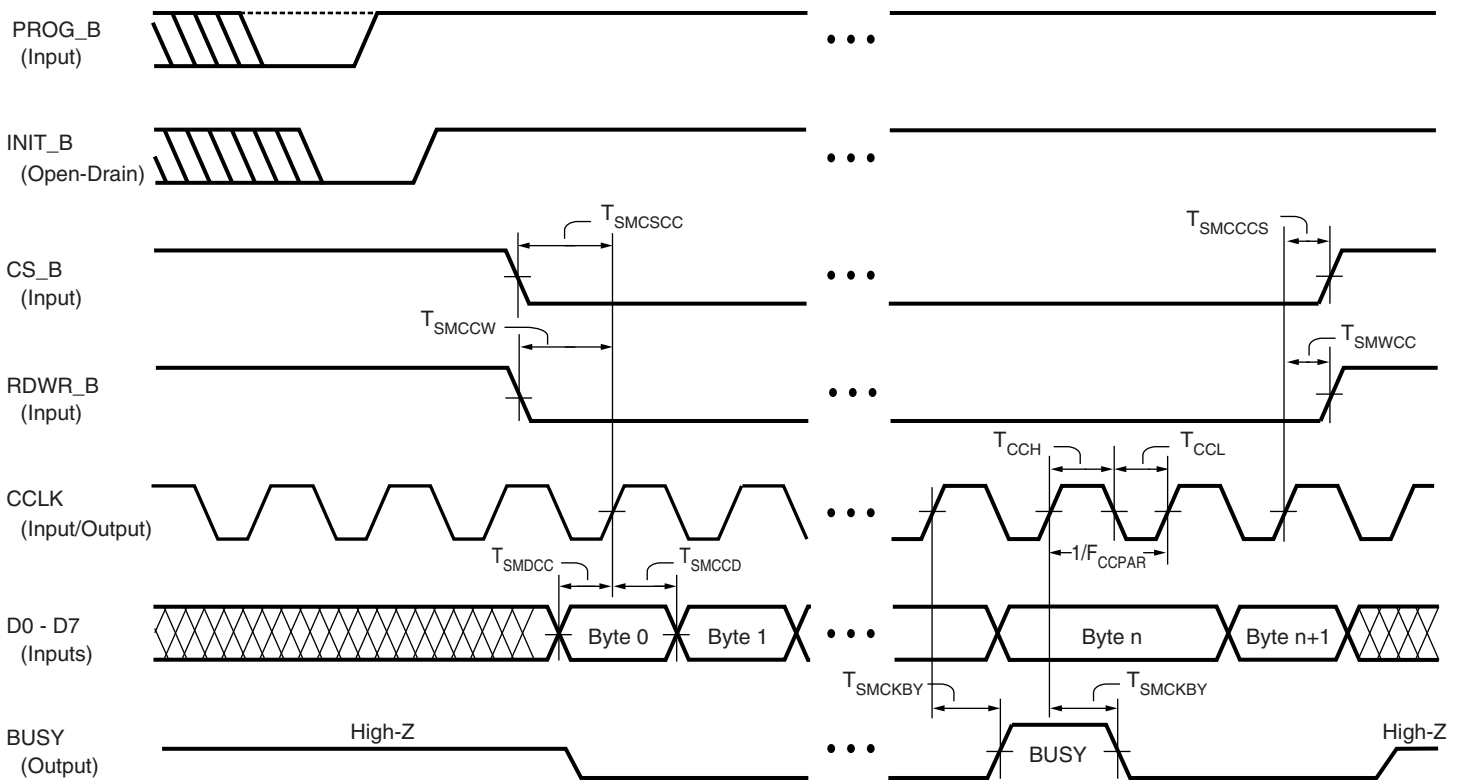 PROG_B
(Input)
INIT_B
(Open-Drain)
T_SMCSCC
T_SMCCCS
CS_B
(Input)
T_SMCCW
T_SMWCC
RDWR_B
(Input)
T_CCH
T_CCL
CCLK
(Input/Output)
T_SMDCC
T_SMCCD
1/F_CCPAR
D0 - D7
(Inputs)
Byte 0
Byte 1
Byte n
Byte n+1
T_SMCKBY
T_SMCKBY
BUSY
(Output)
High-Z
BUSY
High-Z